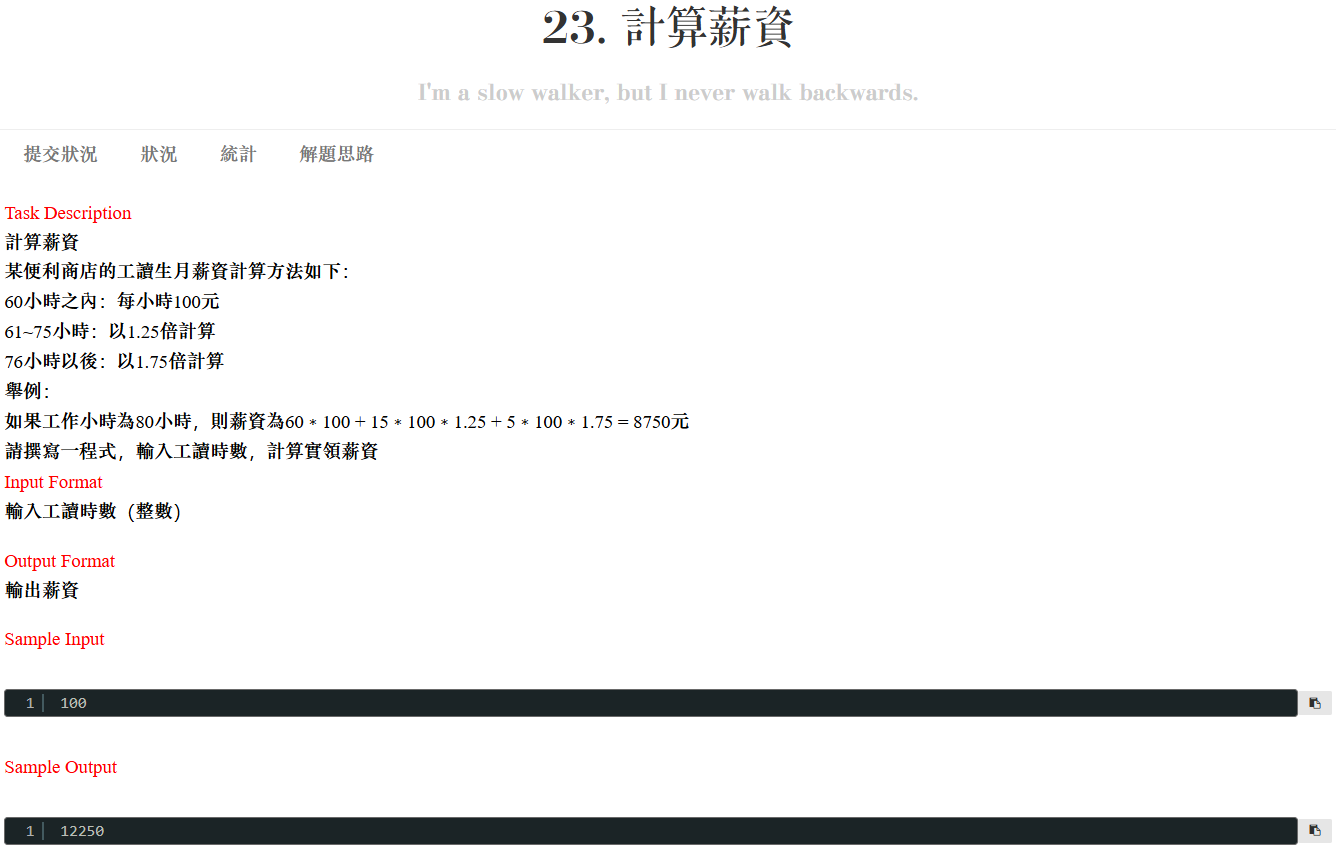 23. 計算薪資
I'm a slow walker, but I never walk backwards.
提交狀況 狀況 統計 解題思路
Task Description
計算薪資
某便利商店的工讀生月薪資計算方法如下：
60小時之內：每小時100元
61~75小時：以1.25倍計算
76小時以後：以1.75倍計算
舉例：
如果工作小時為80小時，則薪資為60 * 100 + 15 * 100 * 1.25 + 5 * 100 * 1.75 = 8750元
請撰寫一程式，輸入工讀時數，計算實領薪資
Input Format
輸入工讀時數（整數）
Output Format
輸出薪資
Sample Input
1 100
Sample Output
1 12250